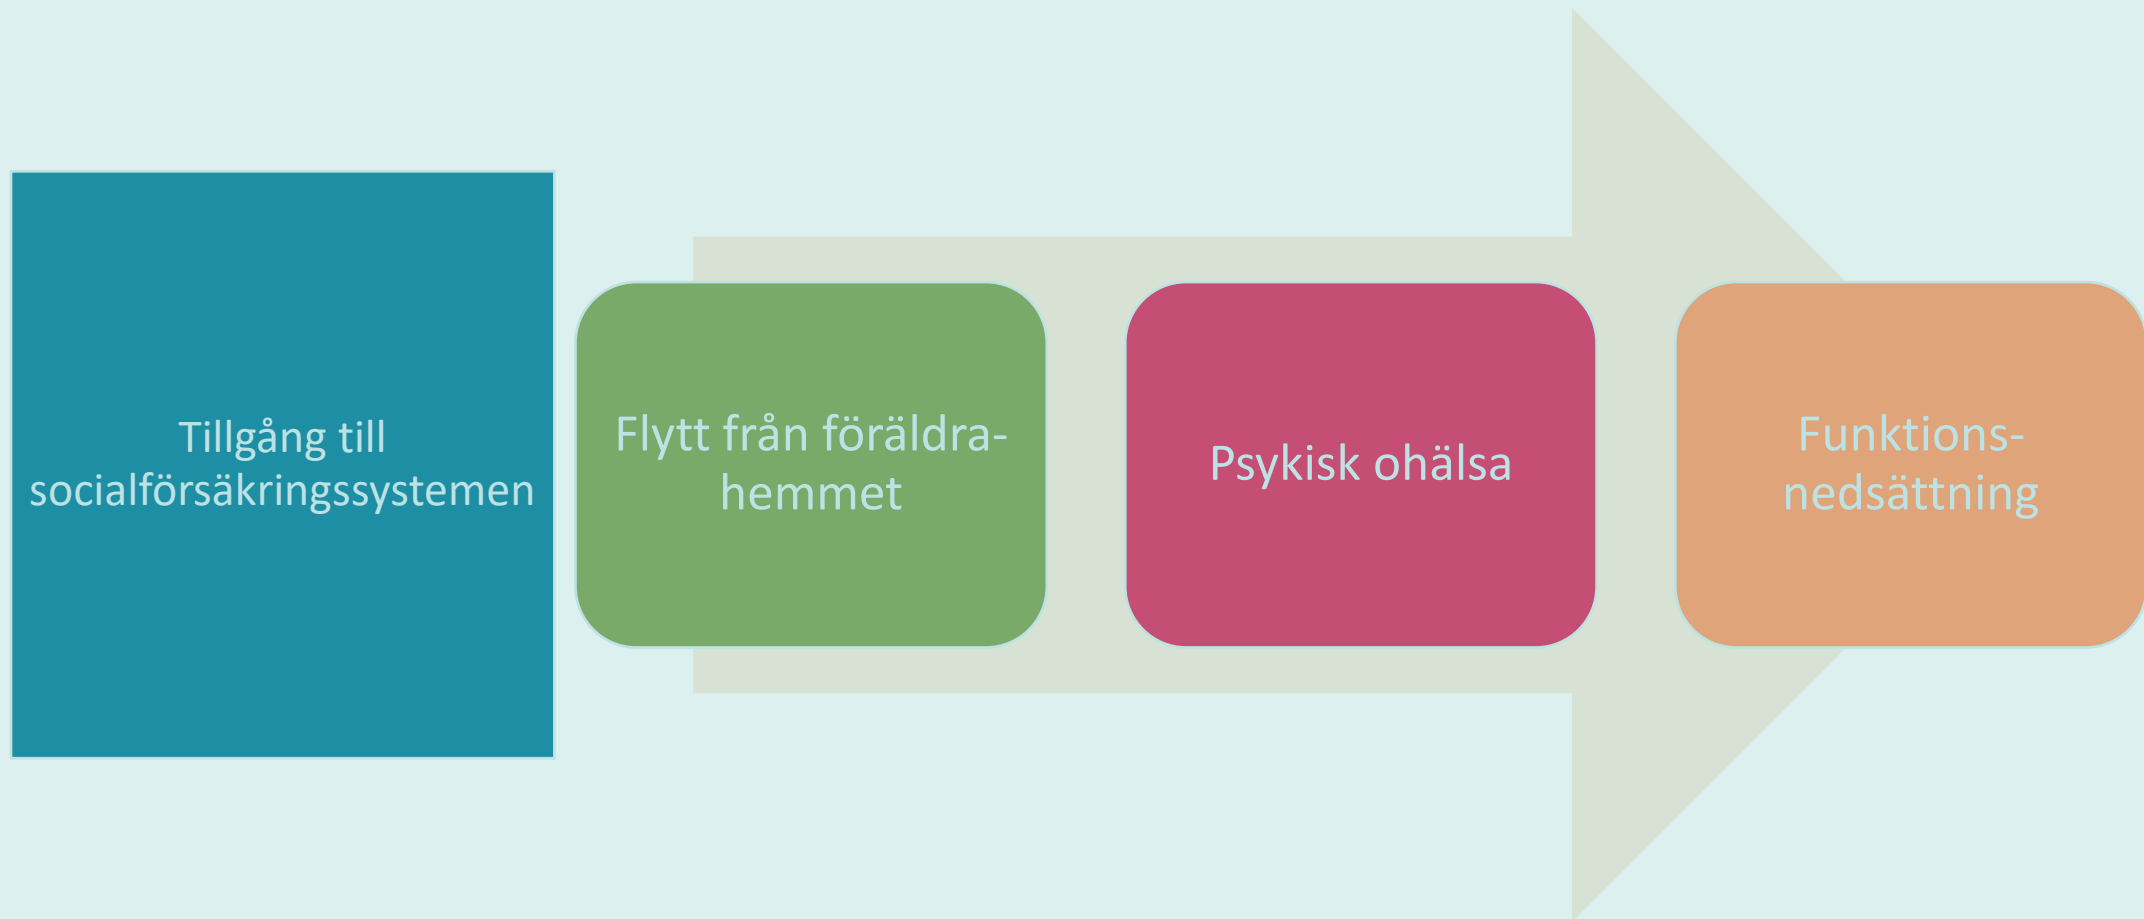 Tillgång till
socialförsäkringssystemen
Flytt från föräldra-
hemmet
Psykisk ohälsa
Funktions-
nedsättning